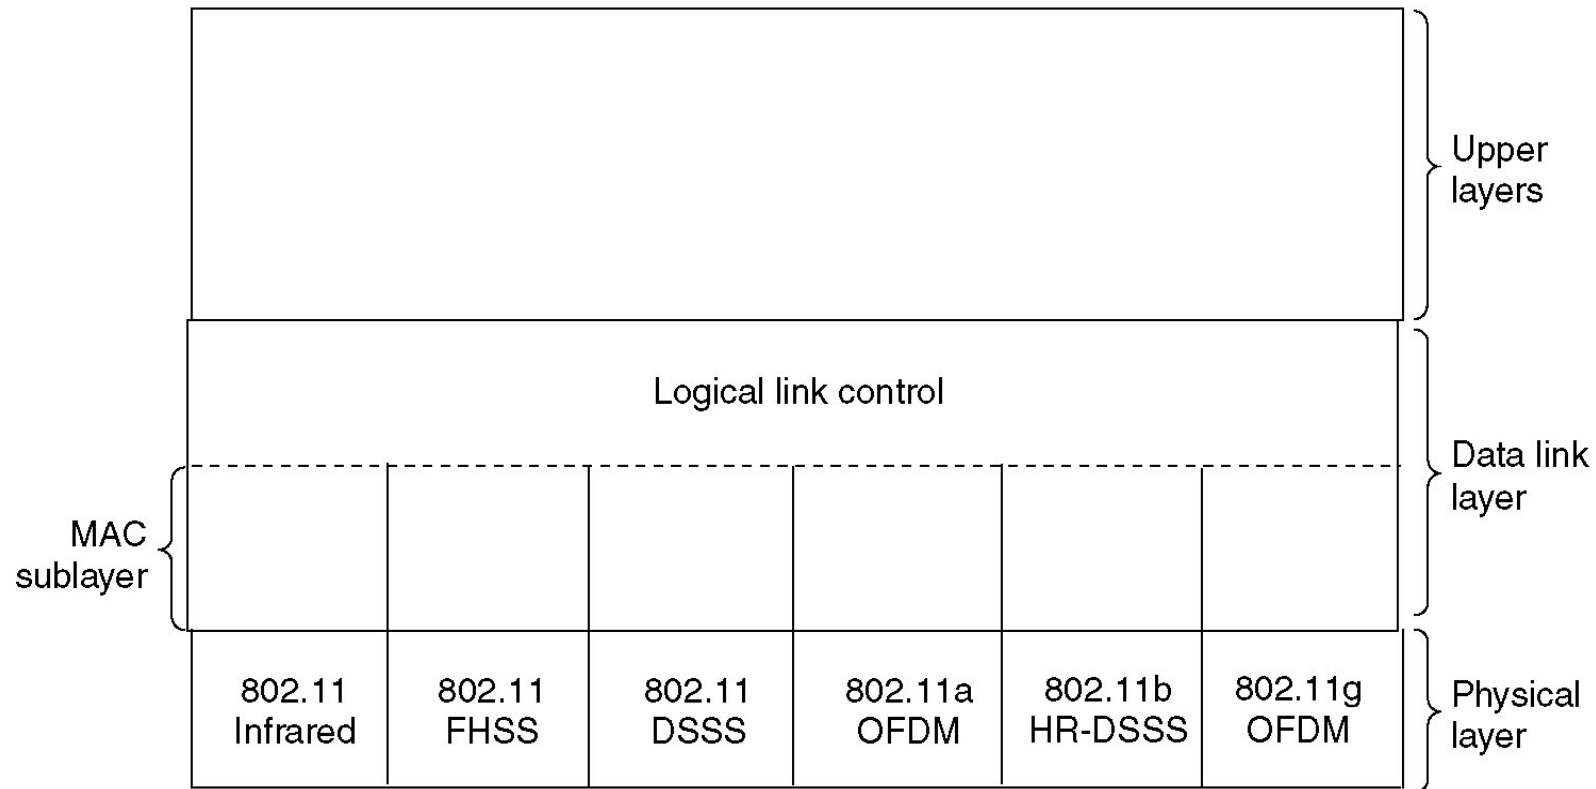 Upper
layers
Logical link control
Data link
layer
MAC
sublayer
802.11
Infrared
802.11
FHSS
802.11
DSSS
802.11a
OFDM
802.11b
HR-DSSS
802.11g
OFDM
Physical
layer